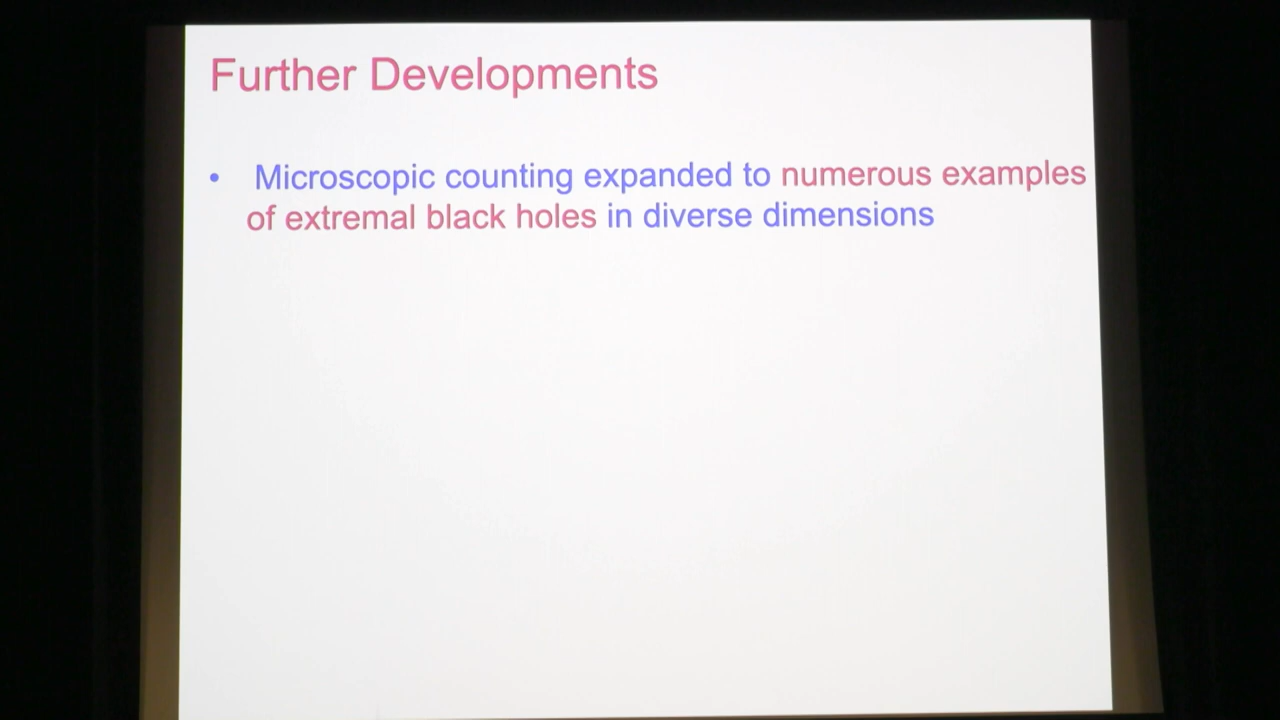 Further Developments
• Microscopic counting expanded to numerous examples
of extremal black holes in diverse dimensions